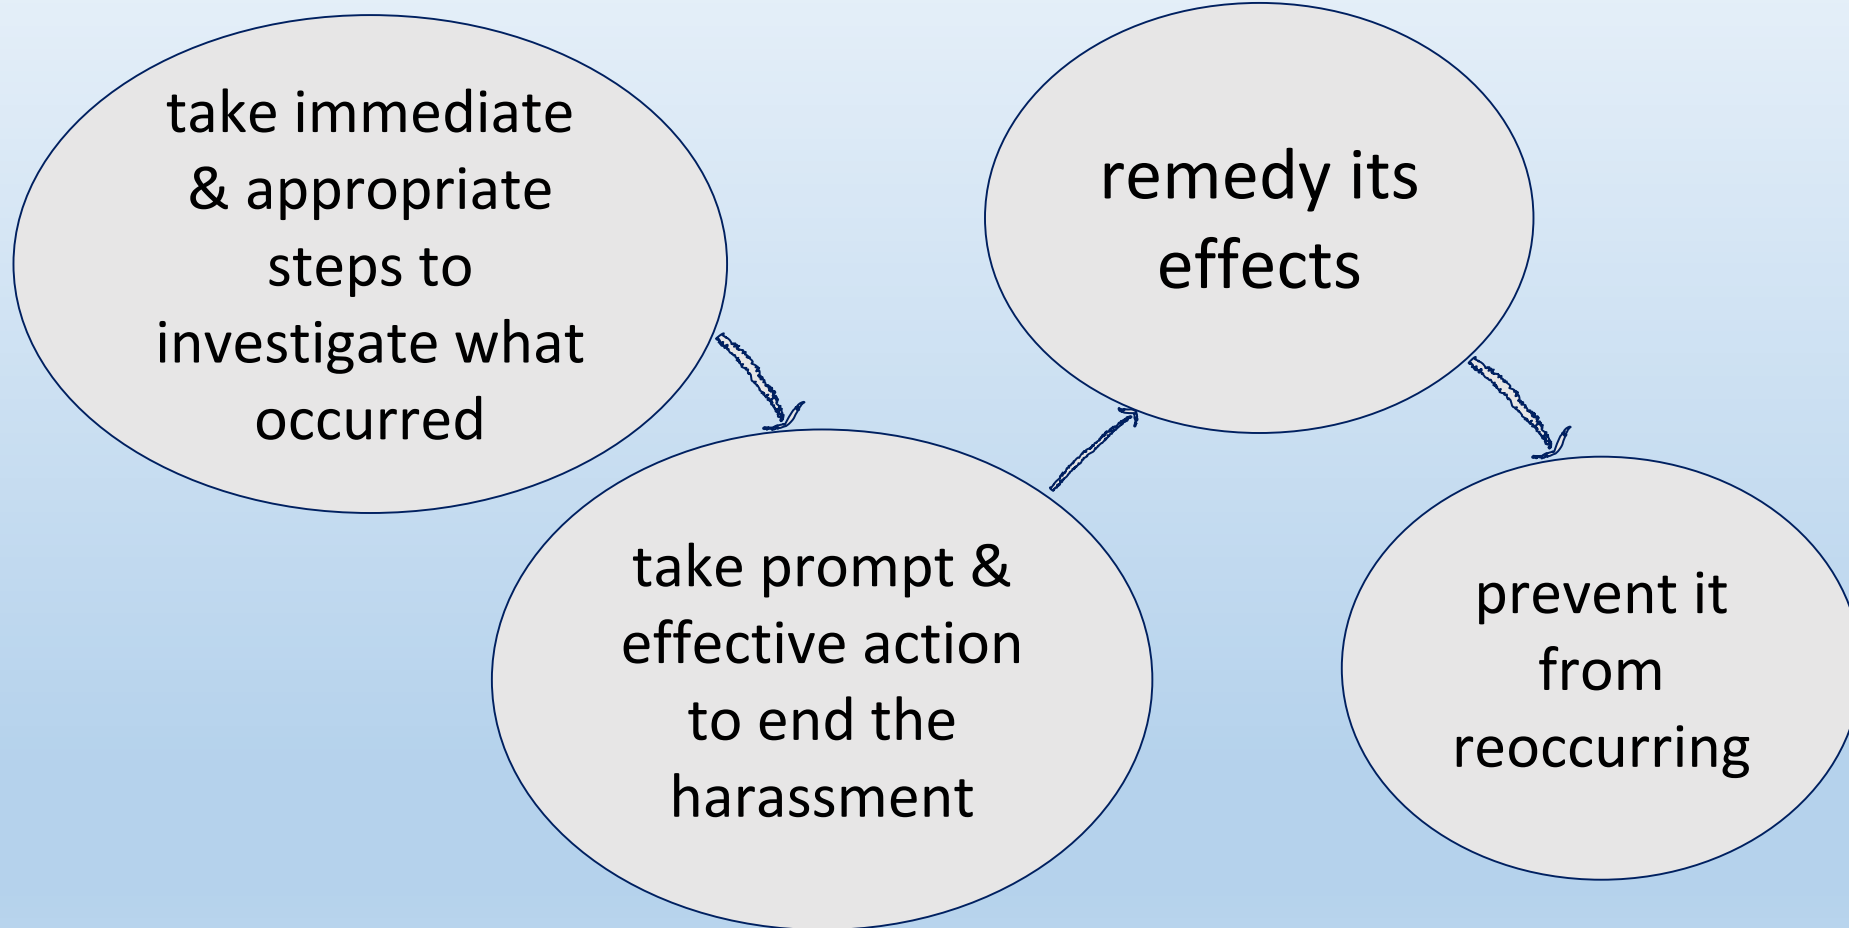 take immediate
& appropriate
steps to
investigate what
occurred
take prompt &
effective action
to end the
harassment
remedy its
effects
prevent it
from
reoccurring